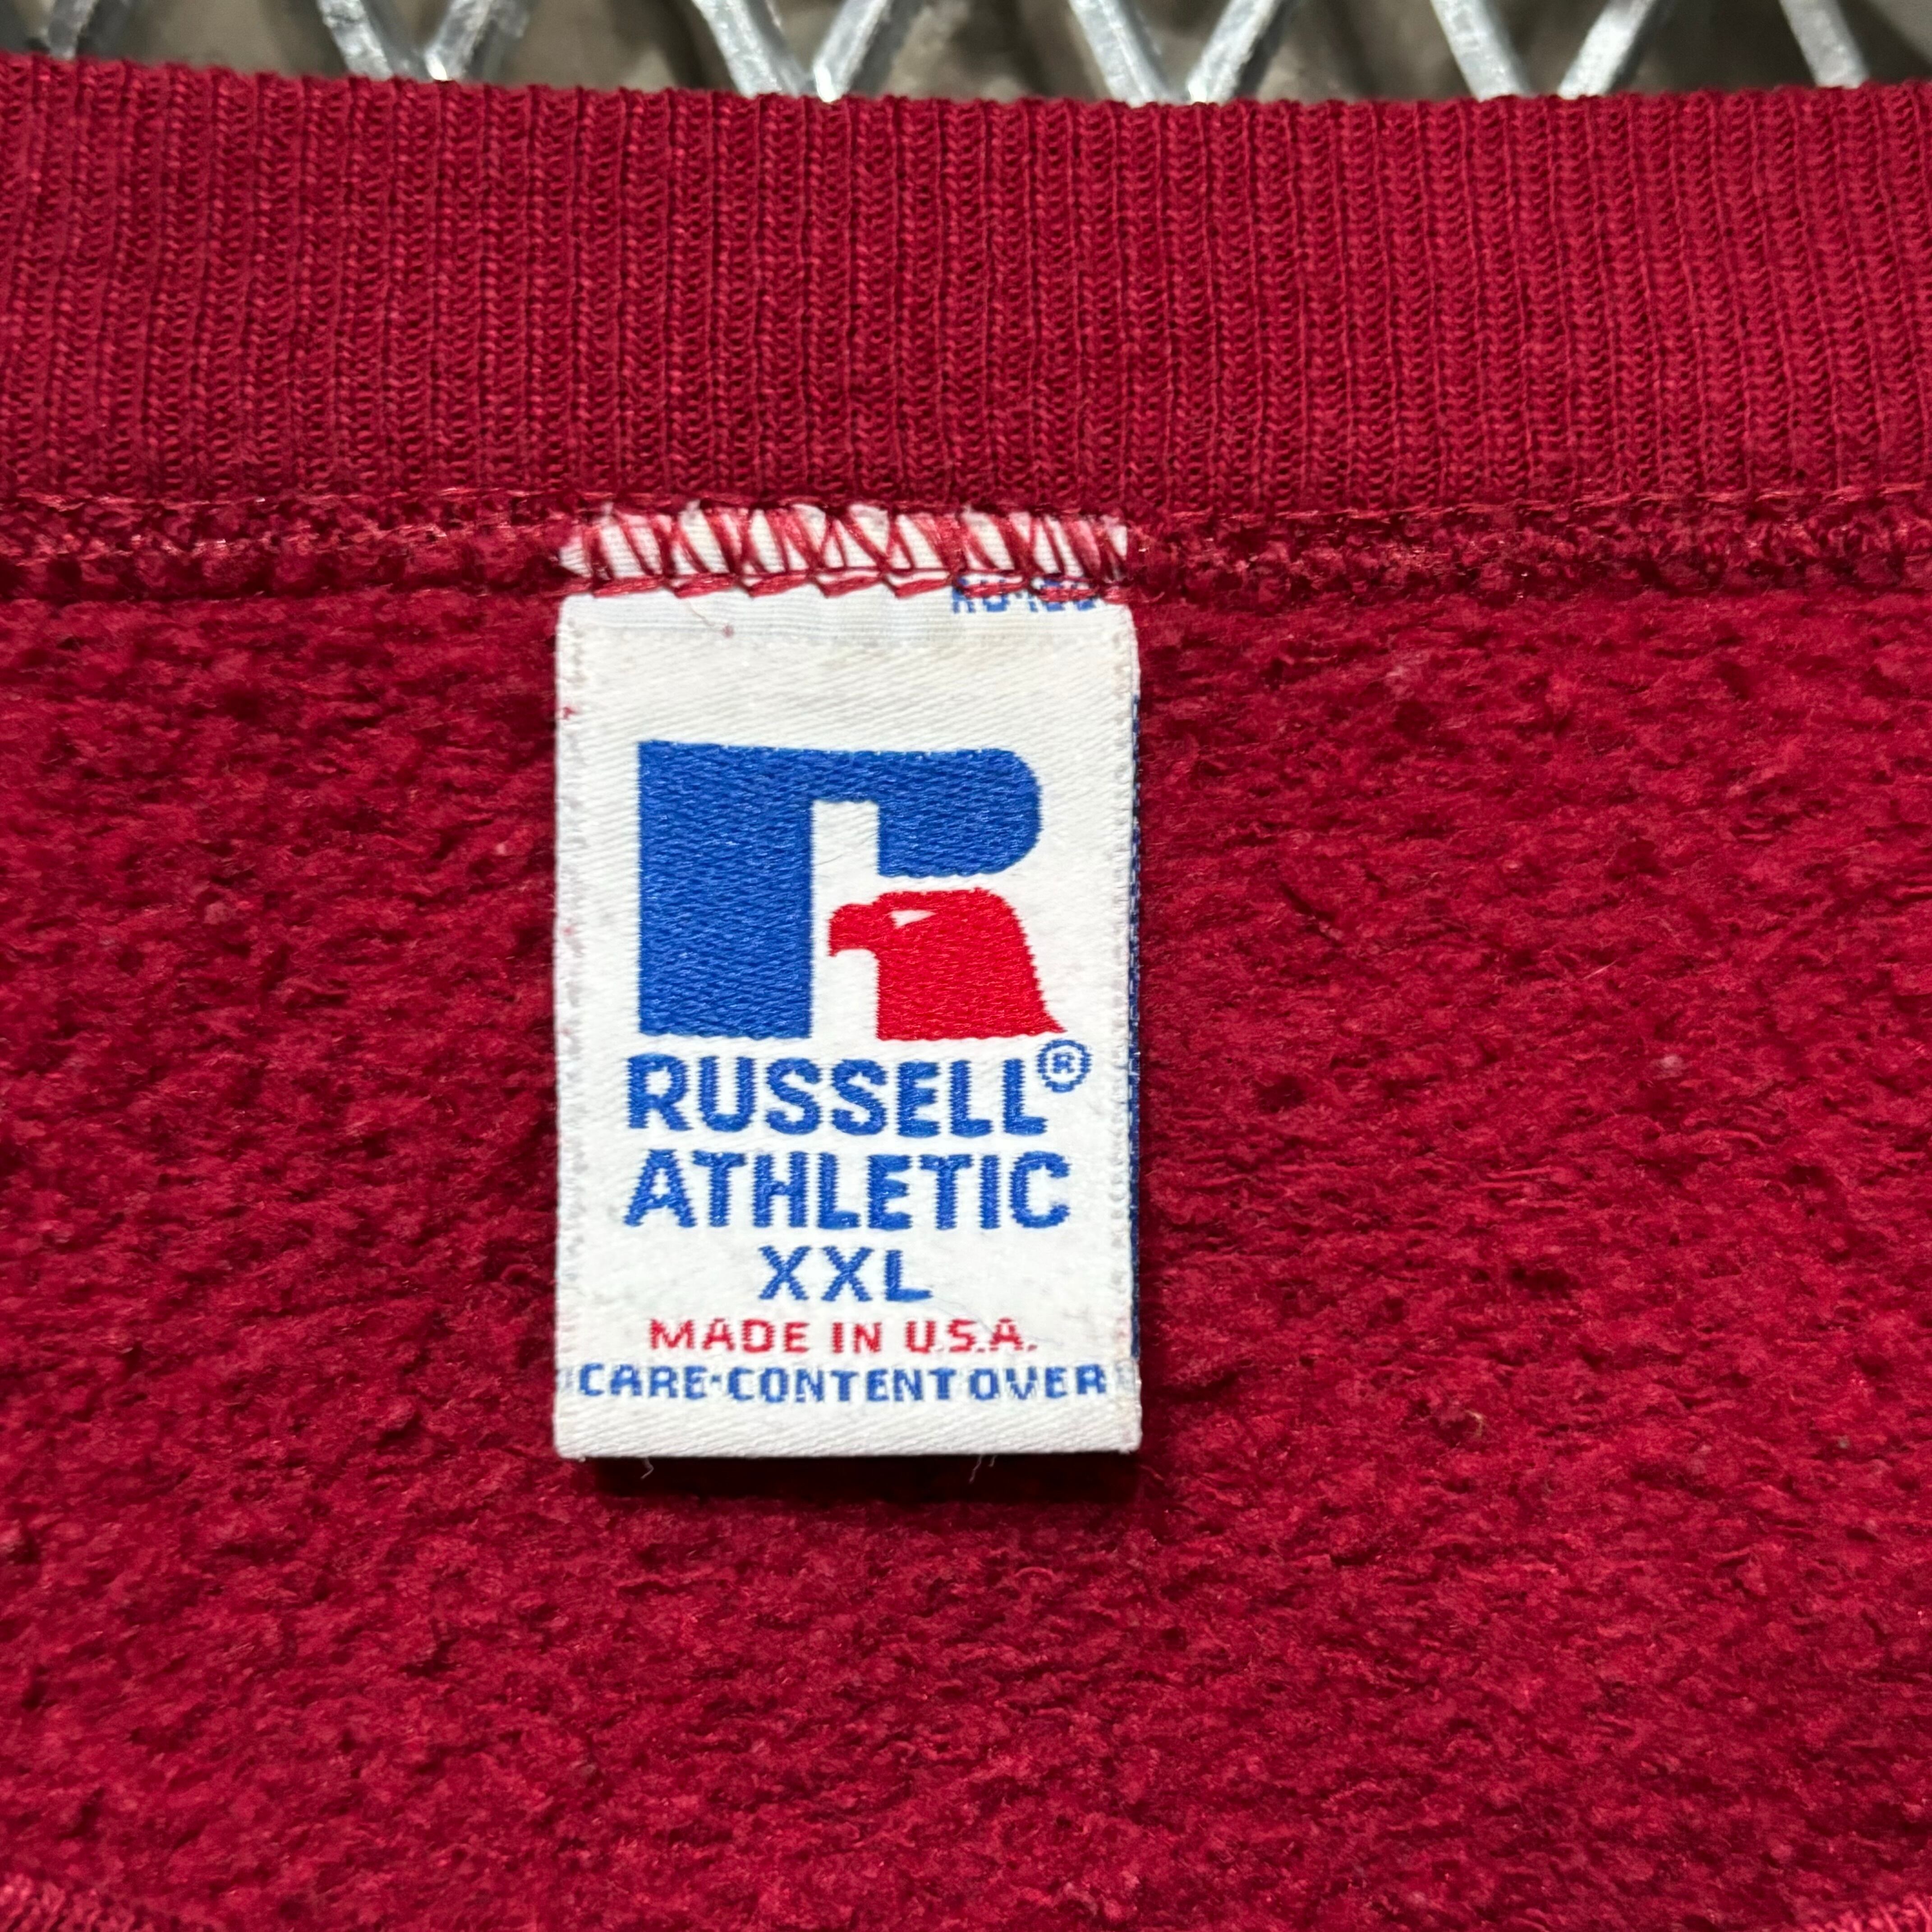 RUSSELL®
ATHLETIC
XXL
MADE IN U.S.A.
CARE·CONTENT OVER